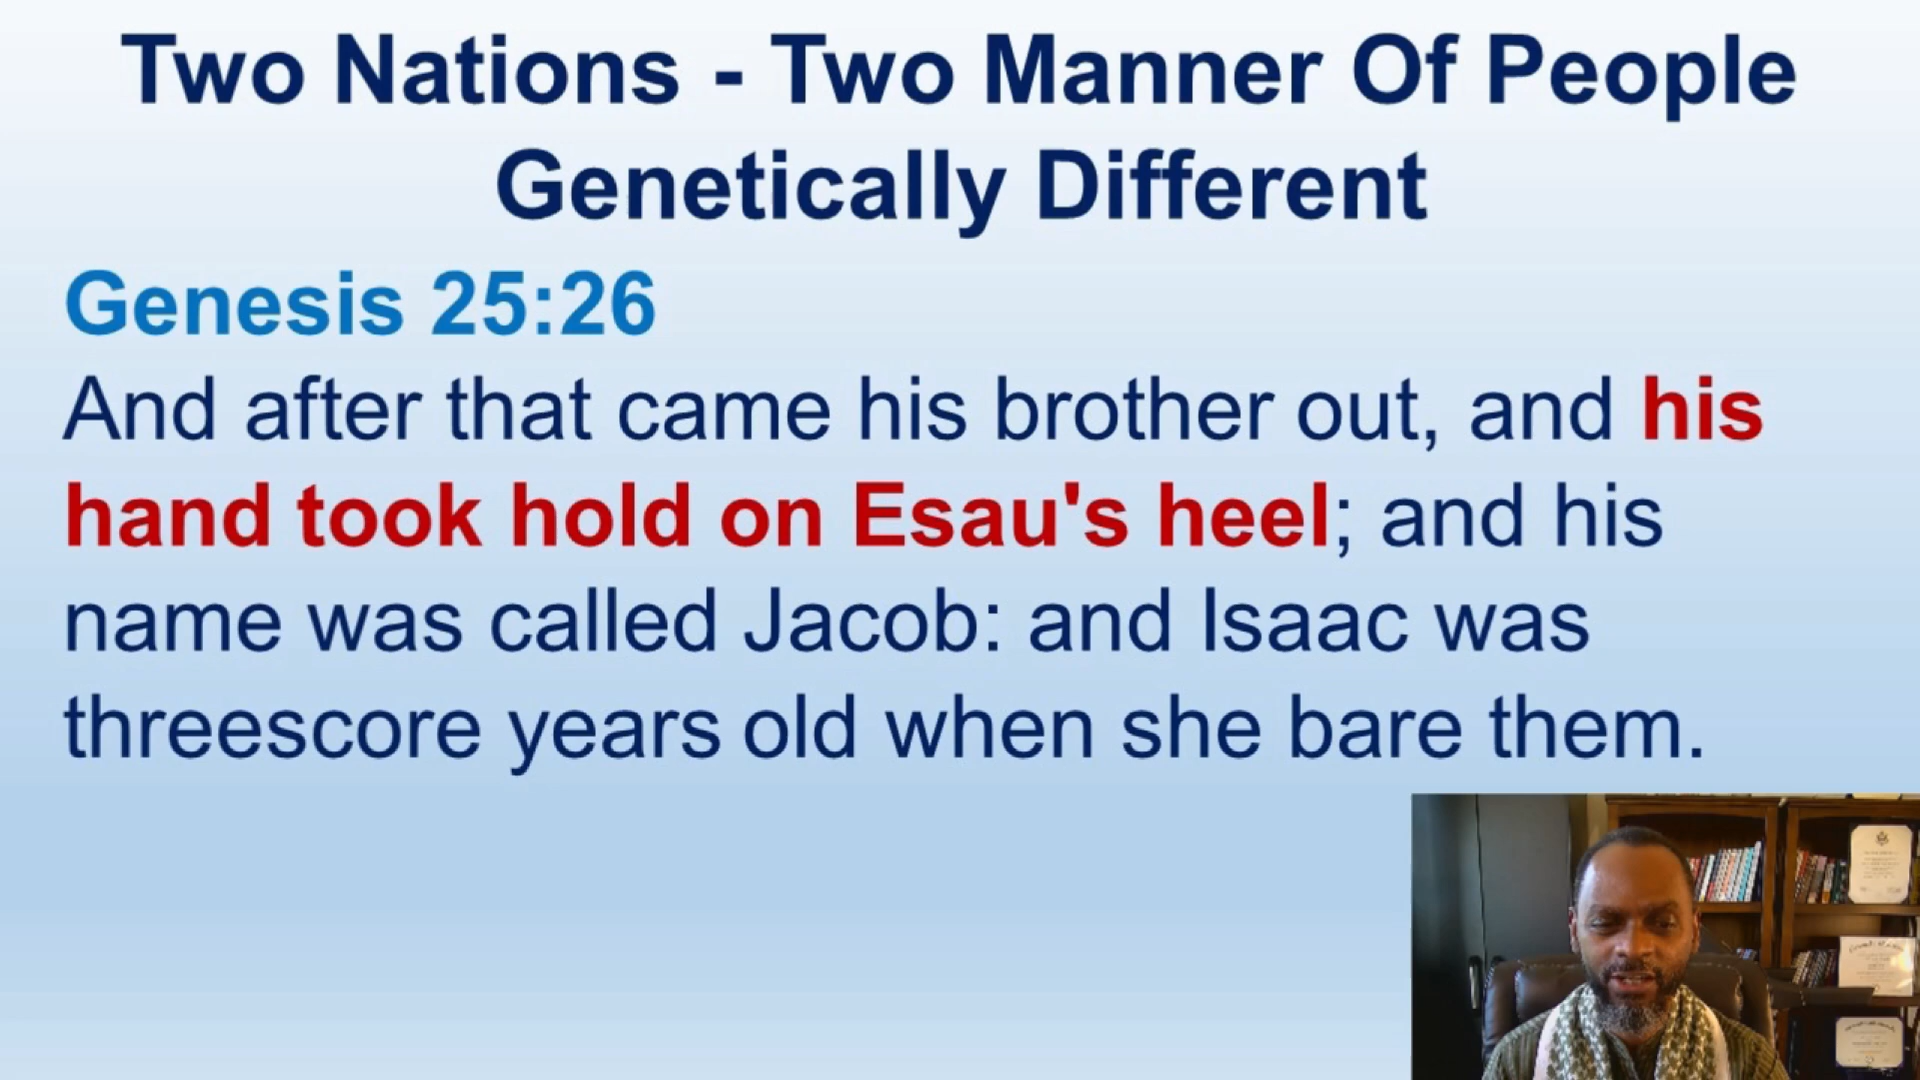 Two Nations - Two Manner Of People
Genetically Different
Genesis 25:26
And after that came his brother out, and his
hand took hold on Esau's heel; and his
name was called Jacob: and Isaac was
threescore years old when she bare them.